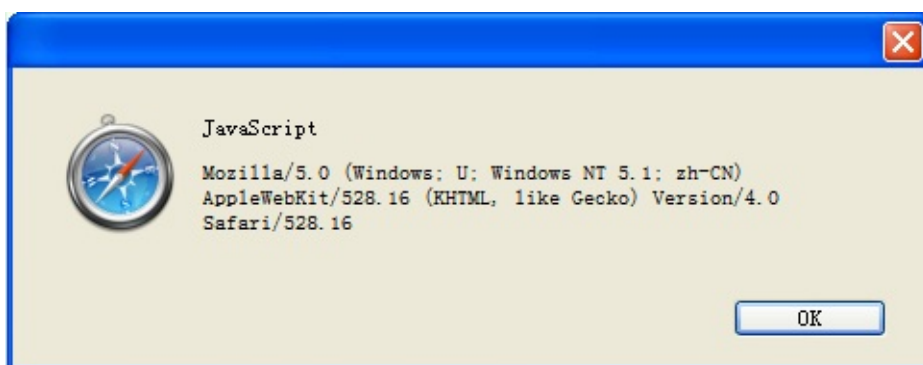 JavaScript
Mozilla/5.0 (Windows; U; Windows NT 5.1; zh-CN)
AppleWebKit/528.16 (KHTML, like Gecko) Version/4.0
Safari/528.16
OK